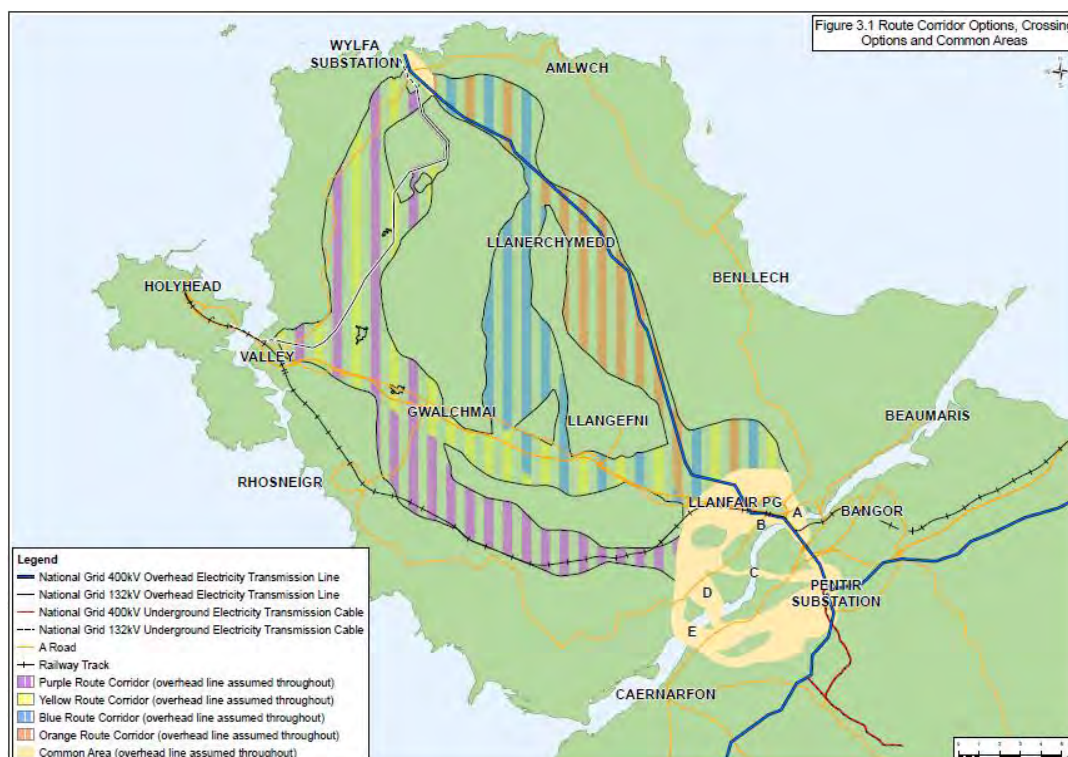 Figure 3.1 Route Corridor Options, Crossing
Options and Common Areas
WYLFA
SUBSTATION
AMLWCH
LLANERCHYMEDD
BENLLECH
HOLYHEAD
VALLEY
GWALCHMAI
LLANGEFNI
BEAUMARIS
RHOSNEIGR
LLANFAIR PG
A
BANGOR
B
C
PENTIR
SUBSTATION
D
E
CAERNARFON
Legend
National Grid 400kV Overhead Electricity Transmission Line
National Grid 132kV Overhead Electricity Transmission Line
National Grid 400kV Underground Electricity Transmission Cable
National Grid 132kV Underground Electricity Transmission Cable
A Road
Railway Track
Purple Route Corridor (overhead line assumed throughout)
Yellow Route Corridor (overhead line assumed throughout)
Blue Route Corridor (overhead line assumed throughout)
Orange Route Corridor (overhead line assumed throughout)
Common Area (overhead line assumed throughout)